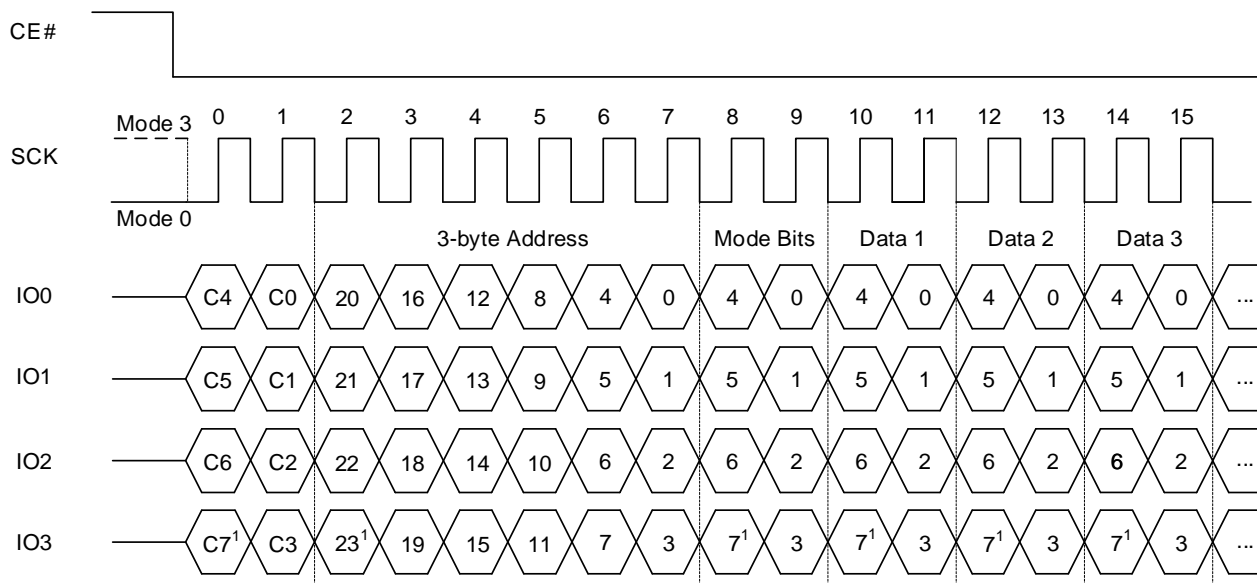 CE#
0 1 2 3 4 5 6 7 8 9 10 11 12 13 14 15
Mode 3
SCK
Mode 0
3-byte Address Mode Bits Data 1 Data 2 Data 3
IO0 C4 C0 20 16 12 8 4 0 4 0 4 0 4 0 4 0 ...
IO1 C5 C1 21 17 13 9 5 1 5 1 5 1 5 1 5 1 ...
IO2 C6 C2 22 18 14 10 6 2 6 2 6 2 6 2 6 2 ...
IO3 C7¹ C3 23¹ 19 15 11 7 3 7¹ 3 7¹ 3 7¹ 3 7¹ 3 ...